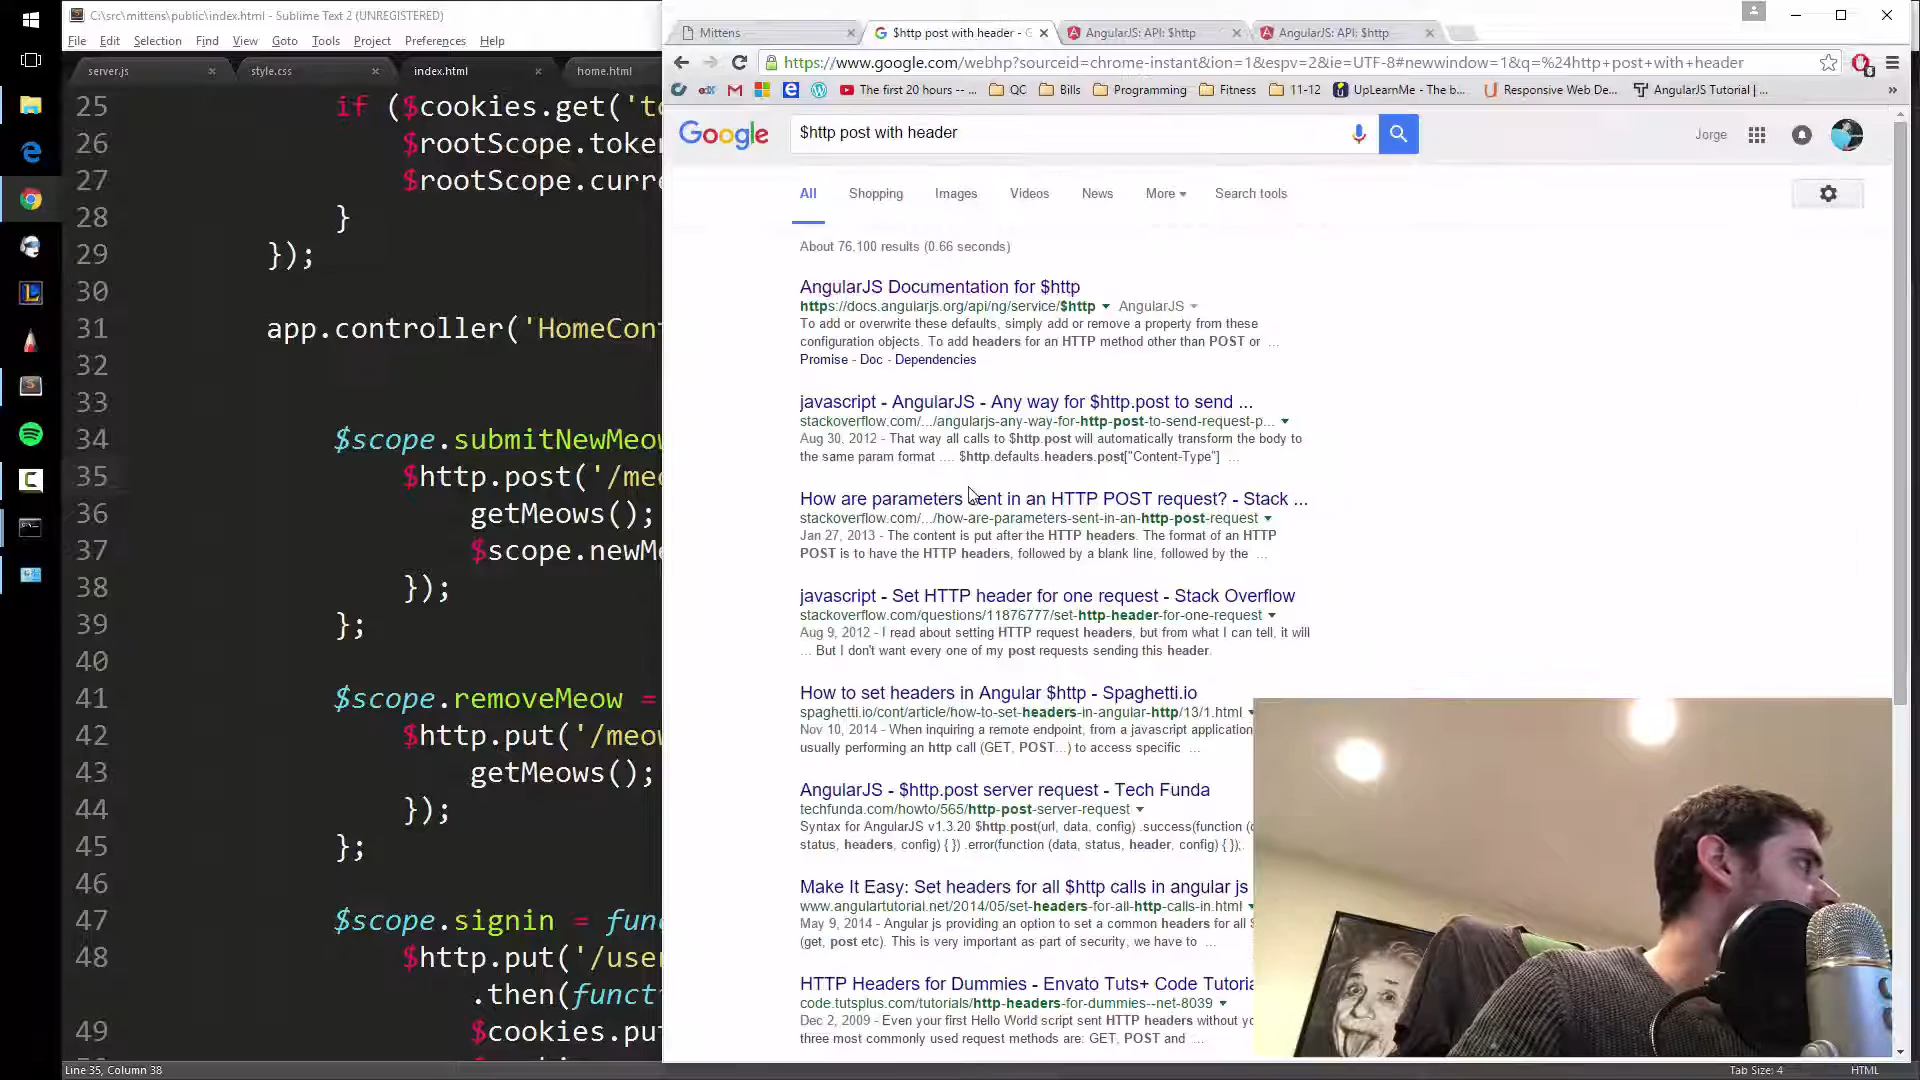 C:\src\mittens\public\index.html - Sublime Text 2 (UNREGISTERED)
File Edit Selection Find View Goto Tools Project Preferences Help
server.js style.css index.html home.html
25 if ($cookies.get('to
26 $rootScope.toke
27 $rootScope.curre
28 }
29 });
30
31 app.controller('HomeCont
32
33
34 $scope.submitNewMeow
35 $http.post('/meo
36 getMeows();
37 $scope.newMe
38 });
39 };
40
41 $scope.removeMeow =
42 $http.put('/meow
43 getMeows();
44 });
45 };
46
47 $scope.signin = func
48 $http.put('/user
.then(funct
49 $cookies.put
Line 35, Column 38
Tab Size: 4 HTML
Mittens $http post with header - G AngularJS: API: $http AngularJS: API: $http
https://www.google.com/webhp?sourceid=chrome-instant&ion=1&espv=2&ie=UTF-8#newwindow=1&q=%24http+post+with+header
edX The first 20 hours -- ... QC Bills Programming Fitness 11-12 UpLearnMe - The b... Responsive Web De... AngularJS Tutorial | ...
Google $http post with header Jorge
All Shopping Images Videos News More Search tools
About 76,100 results (0.66 seconds)
AngularJS Documentation for $http
https://docs.angularjs.org/api/ng/service/$http AngularJS
To add or overwrite these defaults, simply add or remove a property from these
configuration objects. To add headers for an HTTP method other than POST or ...
Promise - Doc - Dependencies
javascript - AngularJS - Any way for $http.post to send ...
stackoverflow.com/.../angularjs-any-way-for-http-post-to-send-request-p...
Aug 30, 2012 - That way all calls to $http.post will automatically transform the body to
the same param format .... $http.defaults.headers.post["Content-Type"] ...
How are parameters sent in an HTTP POST request? - Stack ...
stackoverflow.com/.../how-are-parameters-sent-in-an-http-post-request
Jan 27, 2013 - The content is put after the HTTP headers. The format of an HTTP
POST is to have the HTTP headers, followed by a blank line, followed by the ...
javascript - Set HTTP header for one request - Stack Overflow
stackoverflow.com/questions/11876777/set-http-header-for-one-request
Aug 9, 2012 - I read about setting HTTP request headers, but from what I can tell, it will
... But I don't want every one of my post requests sending this header.
How to set headers in Angular $http - Spaghetti.io
spaghetti.io/cont/article/how-to-set-headers-in-angular-http/13/1.html
Nov 10, 2014 - When inquiring a remote endpoint, from a javascript application,
usually performing an http call (GET, POST...) to access specific ...
AngularJS - $http.post server request - Tech Funda
techfunda.com/howto/565/http-post-server-request
Syntax for AngularJS v1.3.20 $http.post(url, data, config) .success(function (
status, headers, config) { }) .error(function (data, status, header, config) { });.
Make It Easy: Set headers for all $http calls in angular js
www.angulartutorial.net/2014/05/set-headers-for-all-http-calls-in.html
May 9, 2014 - Angular js providing an option to set a common headers for all $
(get, post etc). This is very important as part of security, we have to ...
HTTP Headers for Dummies - Envato Tuts+ Code Tutoria
code.tutsplus.com/tutorials/http-headers-for-dummies--net-8039
Dec 2, 2009 - Even your first Hello World script sent HTTP headers without yo
three most commonly used request methods are: GET, POST and ...